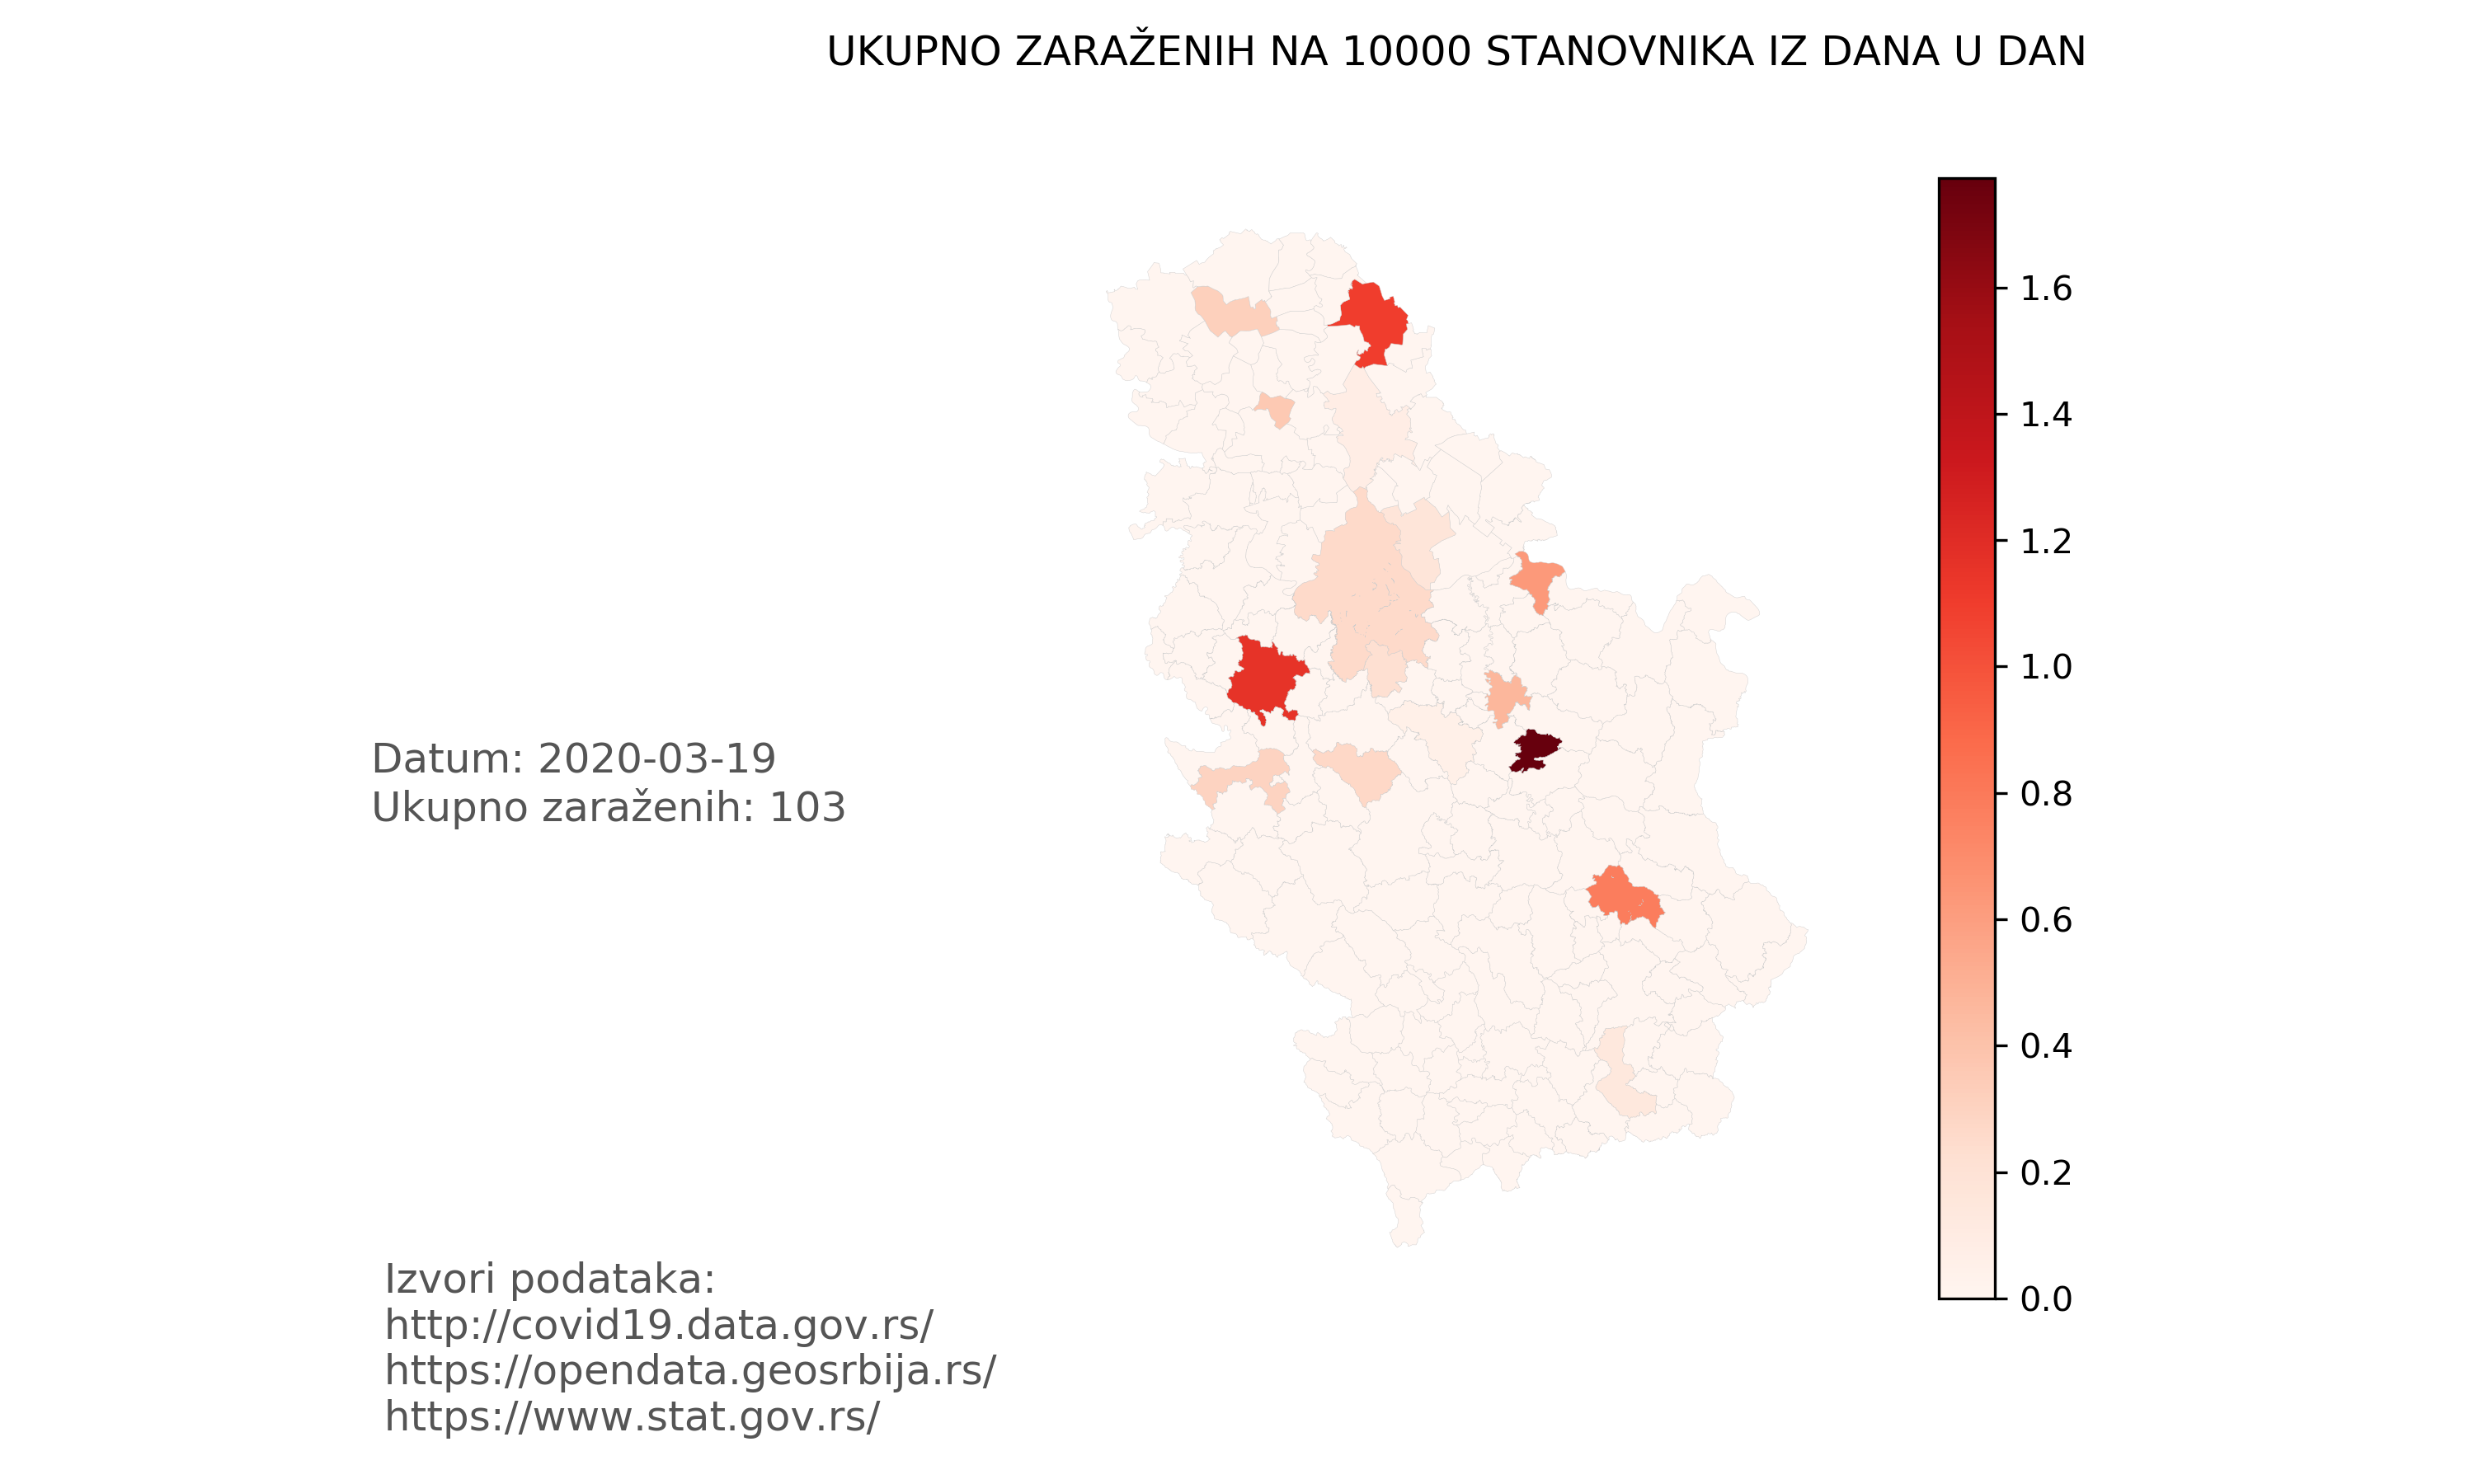 UKUPNO ZARAŽENIH NA 10000 STANOVNIKA IZ DANA U DAN
1.6
1.4
1.2
1.0
0.8
0.6
0.4
0.2
0.0
Datum: 2020-03-19
Ukupno zaraženih: 103
Izvori podataka:
http://covid19.data.gov.rs/
https://opendata.geosrbija.rs/
https://www.stat.gov.rs/